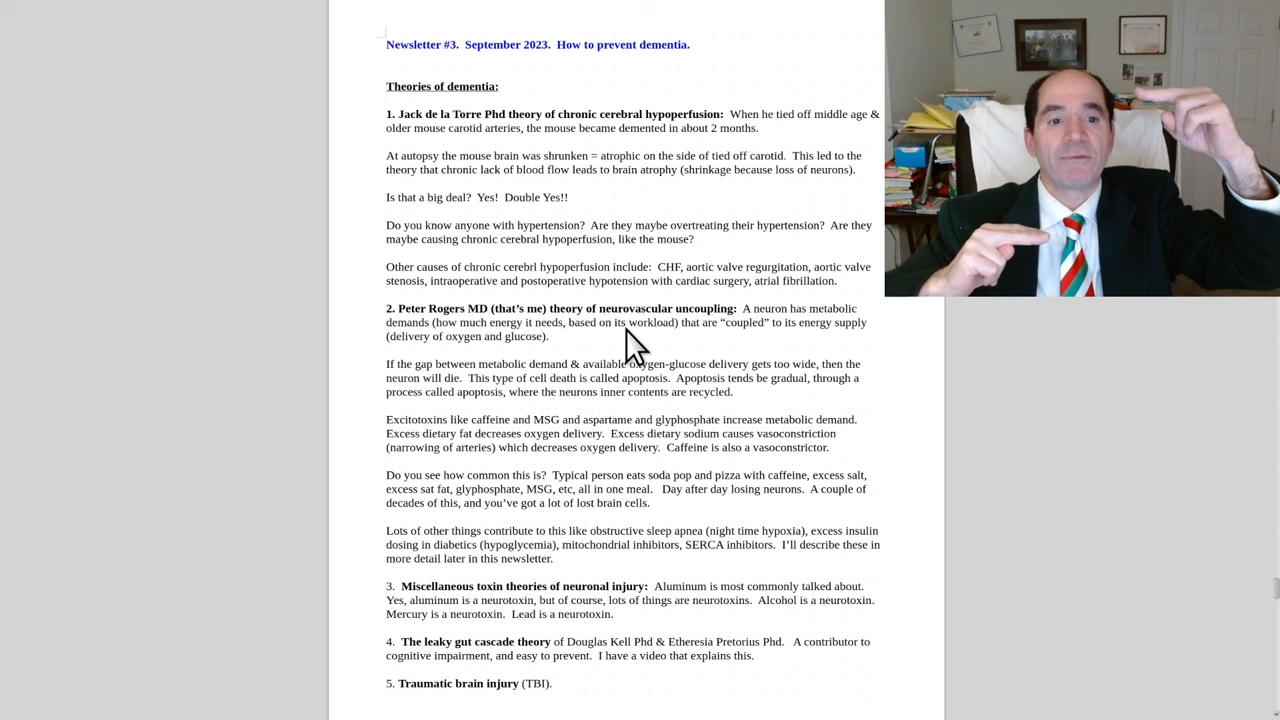 Newsletter #3.  September 2023.  How to prevent dementia.
Theories of dementia:
1. Jack de la Torre Phd theory of chronic cerebral hypoperfusion:  When he tied off middle age &
older mouse carotid arteries, the mouse became demented in about 2 months.
At autopsy the mouse brain was shrunken = atrophic on the side of tied off carotid.  This led to the
theory that chronic lack of blood flow leads to brain atrophy (shrinkage because loss of neurons).
Is that a big deal?  Yes!  Double Yes!!
Do you know anyone with hypertension?  Are they maybe overtreating their hypertension?  Are they
maybe causing chronic cerebral hypoperfusion, like the mouse?
Other causes of chronic cerebrl hypoperfusion include:  CHF, aortic valve regurgitation, aortic valve
stenosis, intraoperative and postoperative hypotension with cardiac surgery, atrial fibrillation.
2. Peter Rogers MD (that's me) theory of neurovascular uncoupling:  A neuron has metabolic
demands (how much energy it needs, based on its workload) that are “coupled” to its energy supply
(delivery of oxygen and glucose).
If the gap between metabolic demand & available oxygen-glucose delivery gets too wide, then the
neuron will die.  This type of cell death is called apoptosis.  Apoptosis tends be gradual, through a
process called apoptosis, where the neurons inner contents are recycled.
Excitotoxins like caffeine and MSG and aspartame and glyphosphate increase metabolic demand.
Excess dietary fat decreases oxygen delivery.  Excess dietary sodium causes vasoconstriction
(narrowing of arteries) which decreases oxygen delivery.  Caffeine is also a vasoconstrictor.
Do you see how common this is?  Typical person eats soda pop and pizza with caffeine, excess salt,
excess sat fat, glyphosphate, MSG, etc, all in one meal.   Day after day losing neurons.  A couple of
decades of this, and you've got a lot of lost brain cells.
Lots of other things contribute to this like obstructive sleep apnea (night time hypoxia), excess insulin
dosing in diabetics (hypoglycemia), mitochondrial inhibitors, SERCA inhibitors.  I'll describe these in
more detail later in this newsletter.
3.  Miscellaneous toxin theories of neuronal injury:  Aluminum is most commonly talked about.
Yes, aluminum is a neurotoxin, but of course, lots of things are neurotoxins.  Alcohol is a neurotoxin.
Mercury is a neurotoxin.  Lead is a neurotoxin.
4.  The leaky gut cascade theory of Douglas Kell Phd & Etheresia Pretorius Phd.   A contributor to
cognitive impairment, and easy to prevent.  I have a video that explains this.
5. Traumatic brain injury (TBI).